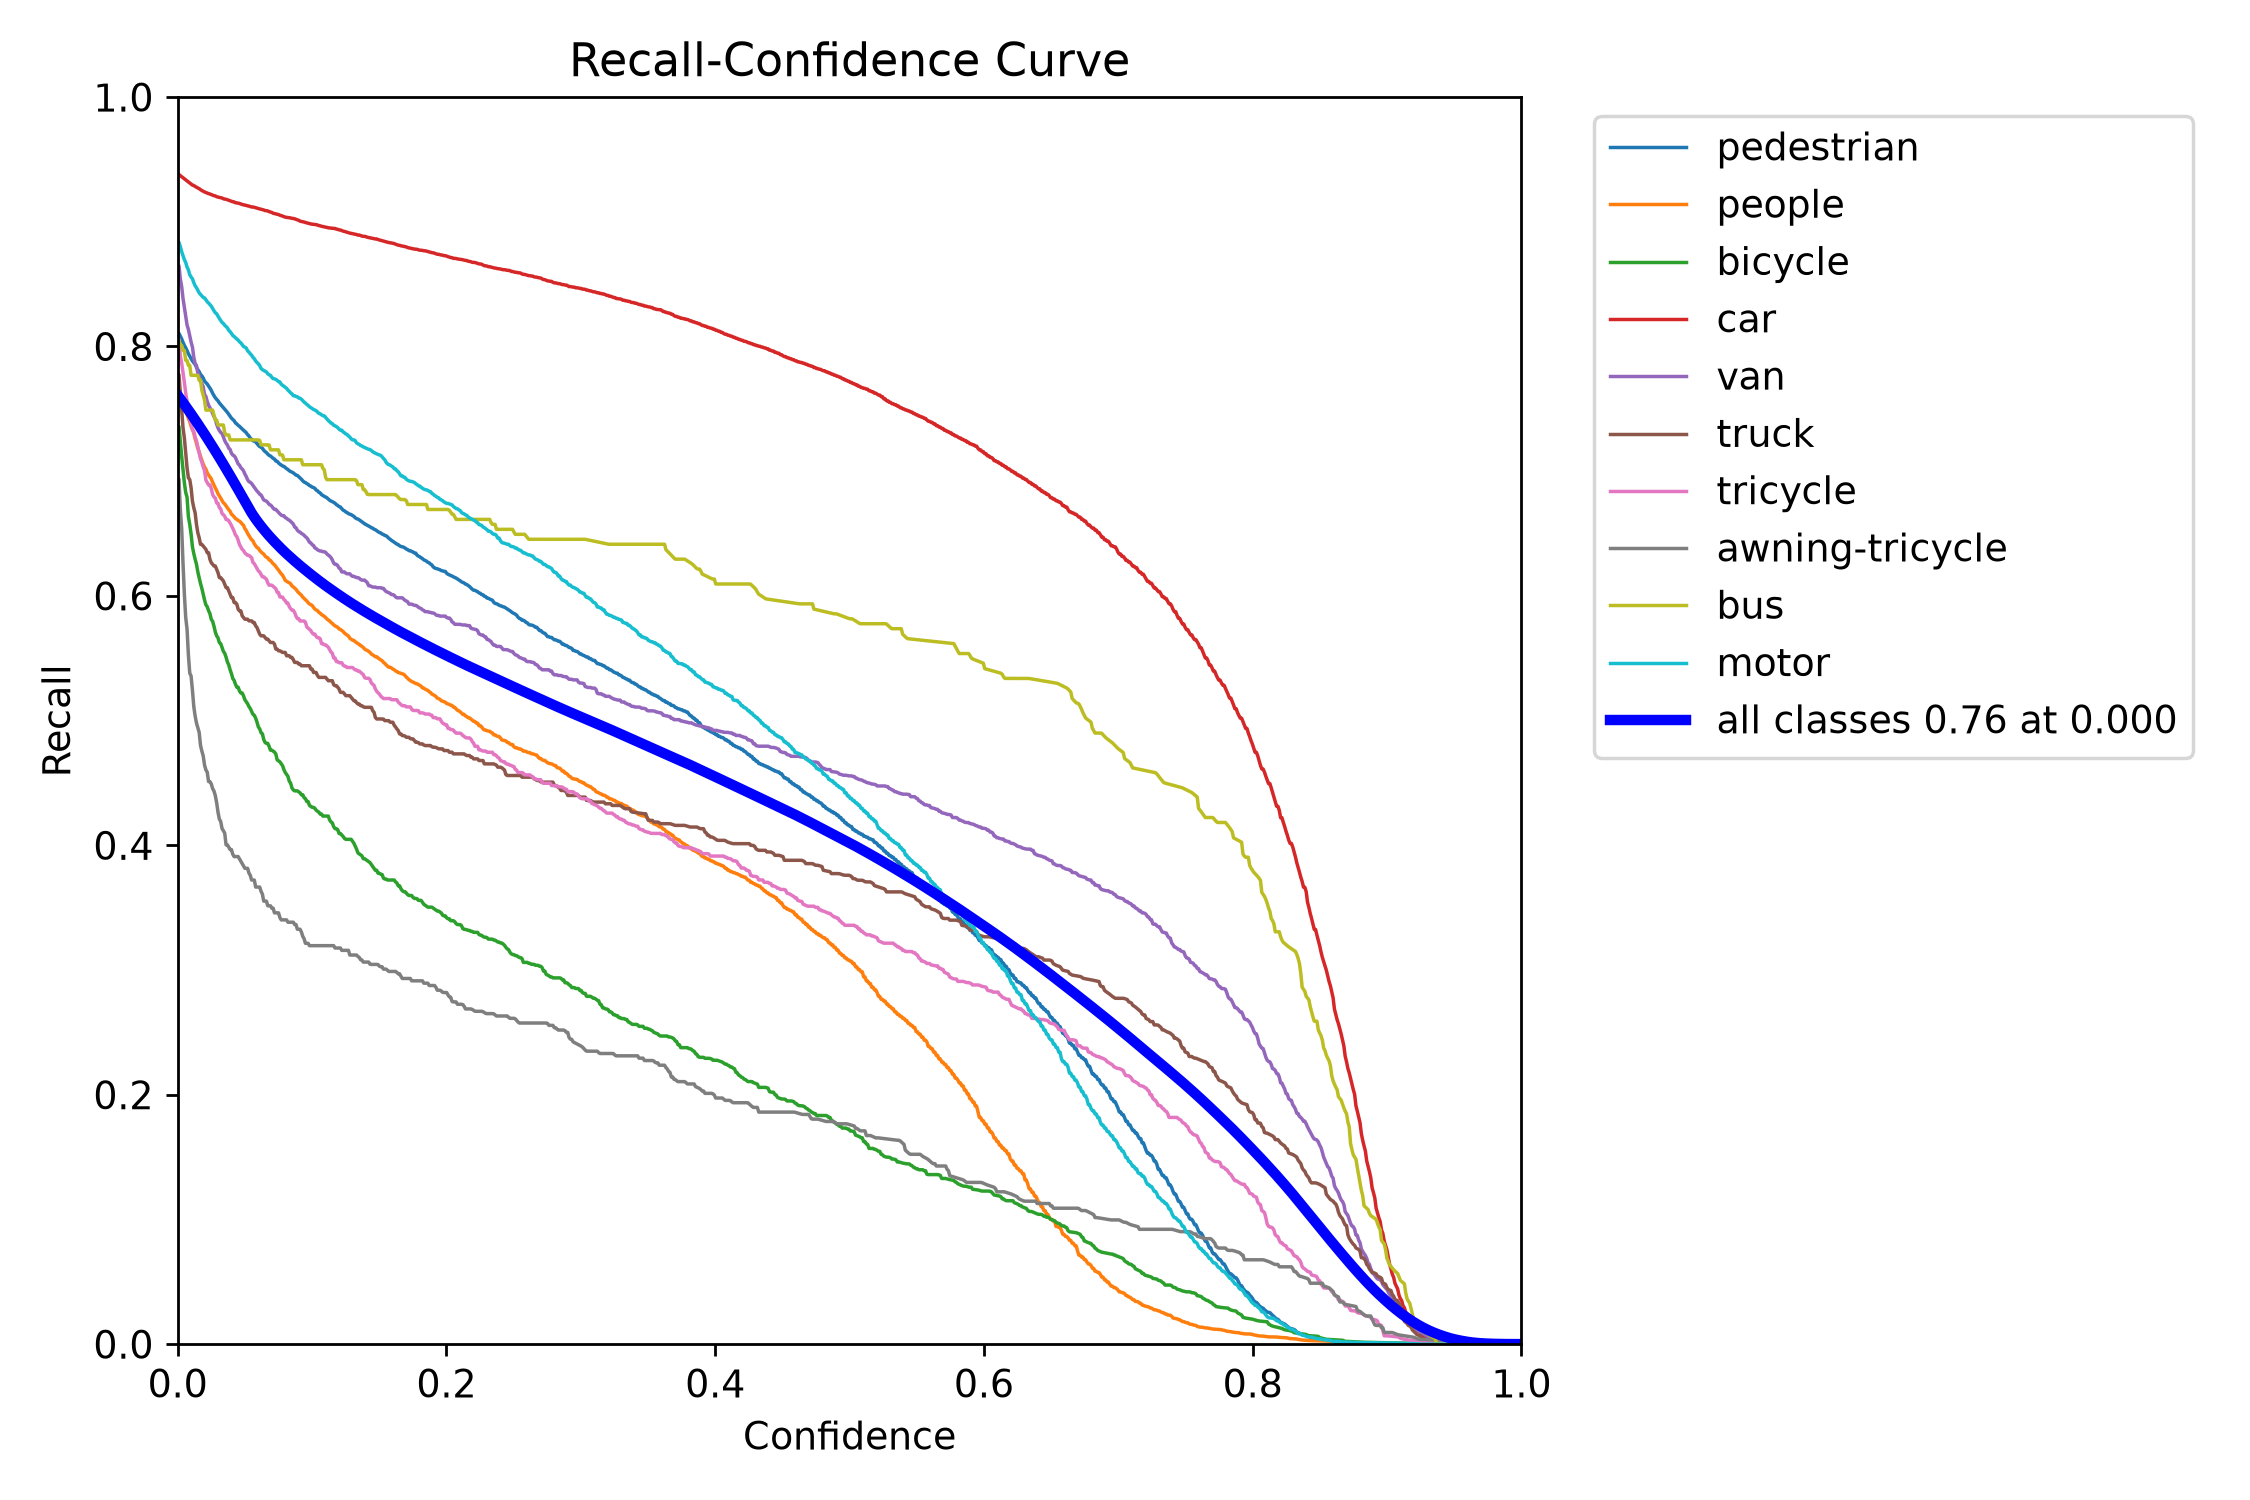 Recall-Confidence Curve
1.0
0.8
0.6
0.4
0.2
0.0
Recall
0.0 0.2 0.4 0.6 0.8 1.0
Confidence
pedestrian
people
bicycle
car
van
truck
tricycle
awning-tricycle
bus
motor
all classes 0.76 at 0.000